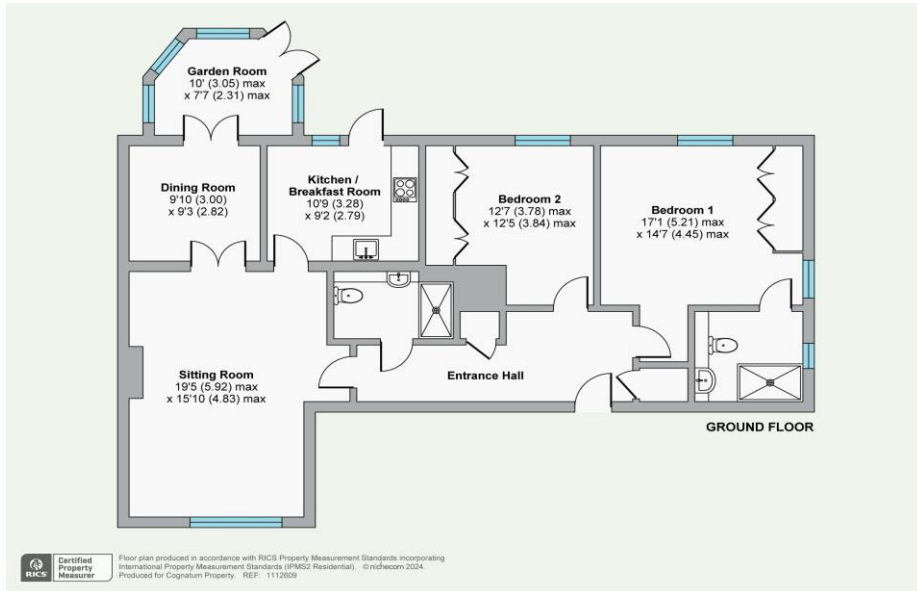 Garden Room
10' (3.05) max
x 7'7 (2.31) max
Dining Room
9'10 (3.00)
x 9'3 (2.82)
Kitchen /
Breakfast Room
10'9 (3.28)
x 9'2 (2.79)
Bedroom 2
12'7 (3.78) max
x 12'5 (3.84) max
Bedroom 1
17'1 (5.21) max
x 14'7 (4.45) max
Sitting Room
19'5 (5.92) max
x 15'10 (4.83) max
Entrance Hall
GROUND FLOOR
RICS
Certified
Property
Measurer
Floor plan produced in accordance with RICS Property Measurement Standards incorporating
International Property Measurement Standards (IPMS2 Residential). © nichecom 2024.
Produced for Cognatum Property. REF: 1112609